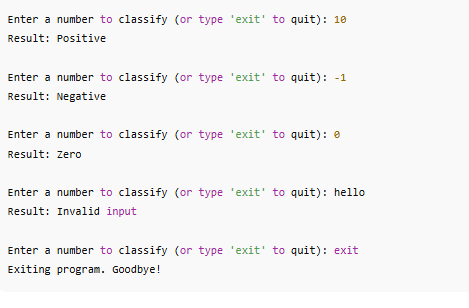 Enter a number to classify (or type 'exit' to quit): 10
Result: Positive
Enter a number to classify (or type 'exit' to quit): -1
Result: Negative
Enter a number to classify (or type 'exit' to quit): 0
Result: Zero
Enter a number to classify (or type 'exit' to quit): hello
Result: Invalid input
Enter a number to classify (or type 'exit' to quit): exit
Exiting program. Goodbye!